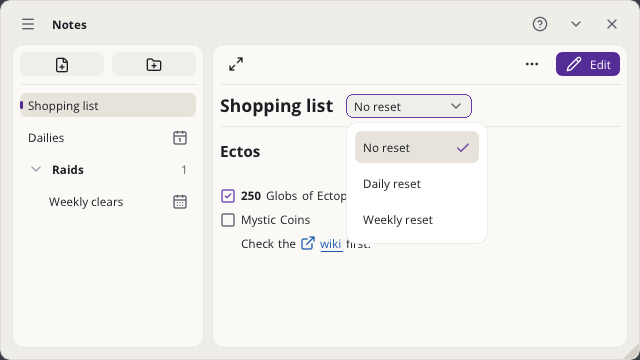 Notes
Edit
Shopping list
Dailies
Raids 1
Weekly clears
Shopping list No reset
No reset
Daily reset
Weekly reset
Ectos
250 Globs of Ectop
Mystic Coins
Check the wiki first.